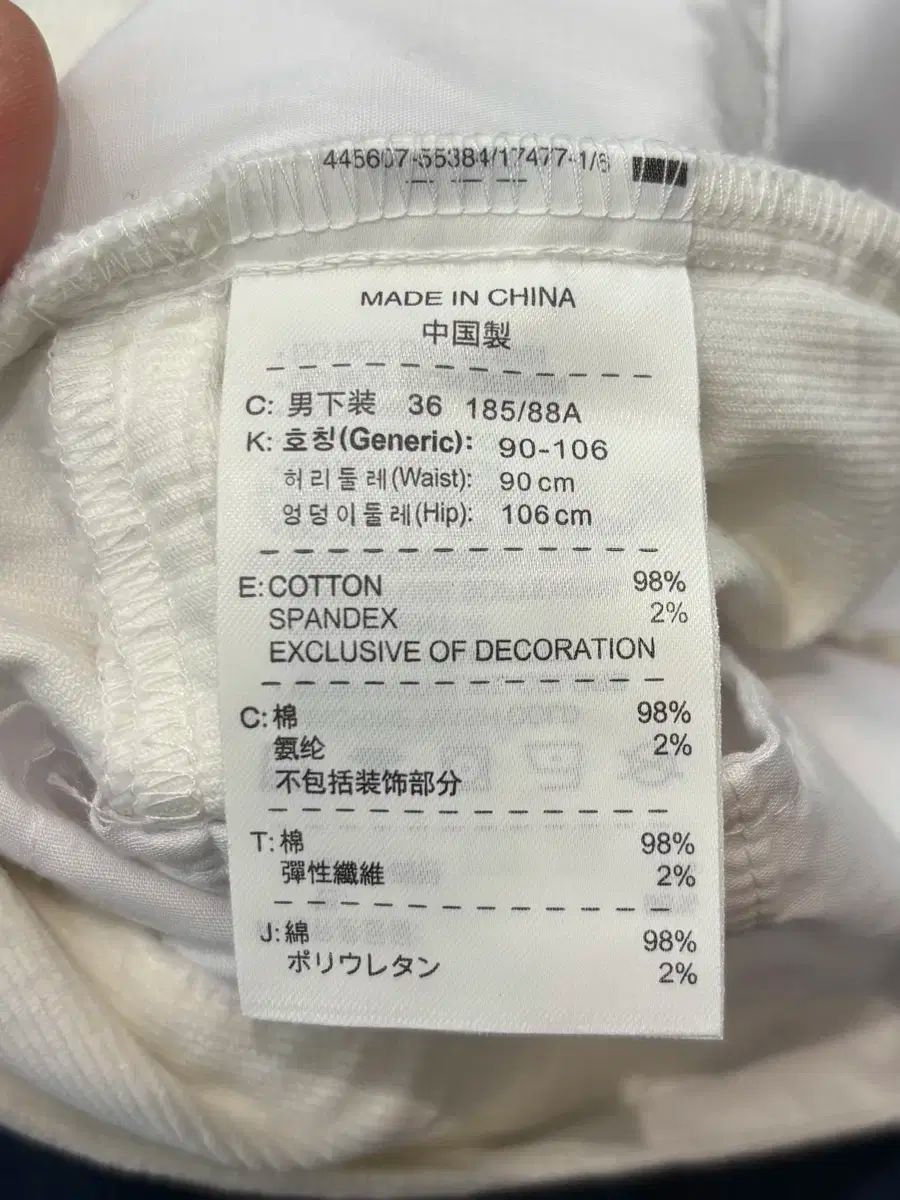 445607-55384/17477-1/6
MADE IN CHINA
中国製
C: 男下装 36 185/88A
K: 호칭(Generic): 90-106
허리둘레(Waist): 90 cm
엉덩이둘레(Hip): 106 cm
E: COTTON 98%
SPANDEX 2%
EXCLUSIVE OF DECORATION
C: 棉 98%
氨纶 2%
不包括装饰部分
T: 棉 98%
彈性纖維 2%
J: 綿 98%
ポリウレタン 2%